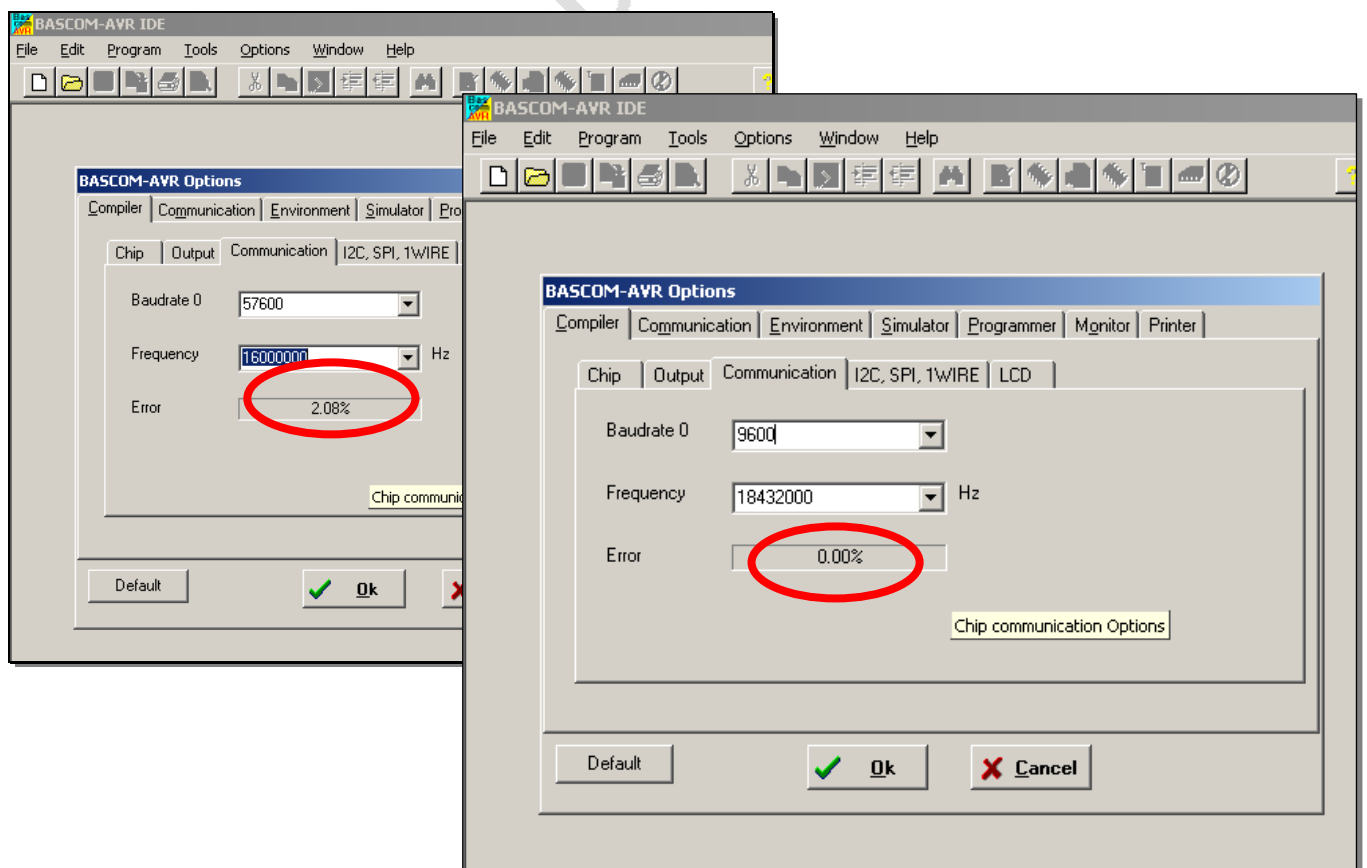 BASCOM-AVR IDE
File Edit Program Tools Options Window Help
BASCOM-AVR Options
Compiler Communication Environment Simulator
Chip Output Communication I2C, SPI, 1WIRE
Baudrate 0 57600
Frequency 16000000 Hz
Error 2.08%
Chip
Default Ok
BASCOM-AVR IDE
File Edit Program Tools Options Window Help
BASCOM-AVR Options
Compiler Communication Environment Simulator Programmer Monitor Printer
Chip Output Communication I2C, SPI, 1WIRE LCD
Baudrate 0 9600
Frequency 18432000 Hz
Error 0.00%
Chip communication Options
Default Ok Cancel